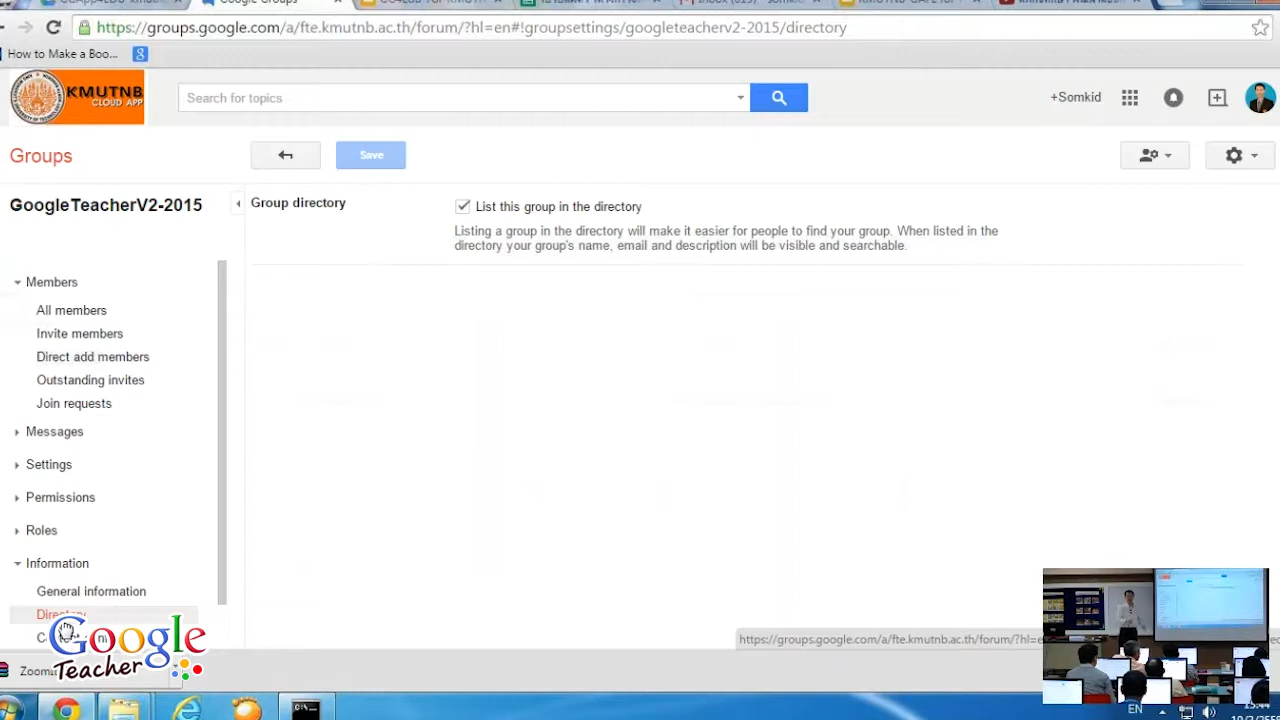 Google Groups
https://groups.google.com/a/fte.kmutnb.ac.th/forum/?hl=en#!groupsettings/googleteacherv2-2015/directory
How to Make a Boo...
8
KMUTNB
CLOUD APP
Search for topics
+Somkid
Groups
Save
GoogleTeacherV2-2015
Group directory
List this group in the directory
Listing a group in the directory will make it easier for people to find your group. When listed in the
directory your group's name, email and description will be visible and searchable.
Members
All members
Invite members
Direct add members
Outstanding invites
Join requests
Messages
Settings
Permissions
Roles
Information
General information
Directory
Google
Teacher
Zoom
https://groups.google.com/a/fte.kmutnb.ac.th/forum/?hl=e
EN